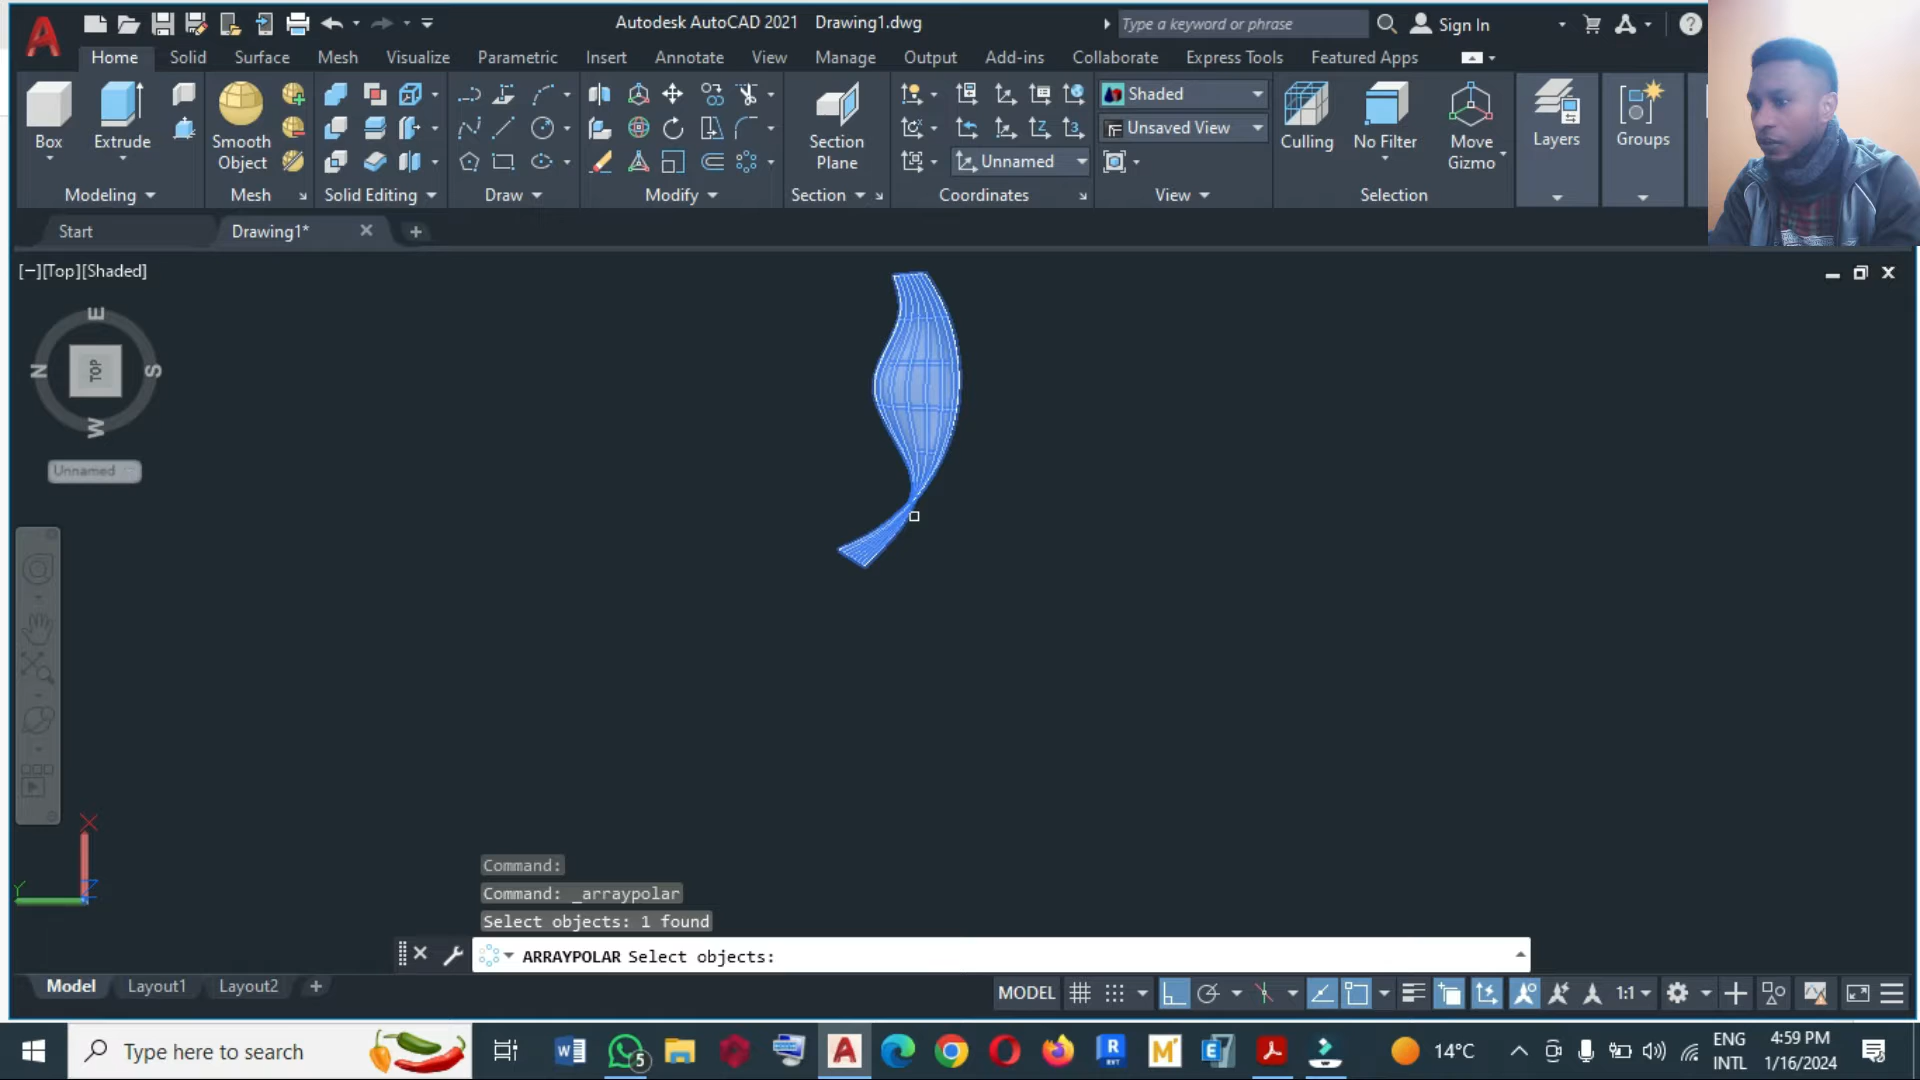 Autodesk AutoCAD 2021 Drawing1.dwg
Type a keyword or phrase
Sign In
Home Solid Surface Mesh Visualize Parametric Insert Annotate View Manage Output Add-ins Collaborate Express Tools Featured Apps
Box
Extrude
Smooth
Object
Section
Plane
Shaded
Unsaved View
Unnamed
Culling
No Filter
Move
Gizmo
Layers
Groups
Modeling
Mesh
Solid Editing
Draw
Modify
Section
Coordinates
View
Selection
Start
Drawing1*
[−][Top][Shaded]
E
N
TOP
S
W
Unnamed
X
Y
Z
Command:
Command: _arraypolar
Select objects: 1 found
ARRAYPOLAR Select objects:
Model
Layout1
Layout2
MODEL
1:1
Type here to search
5
14°C
ENG
INTL
4:59 PM
1/16/2024